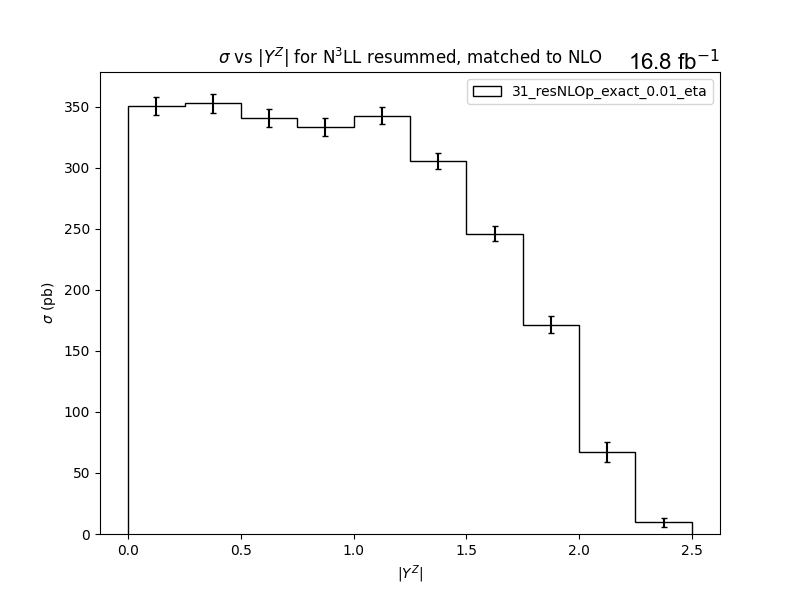 σ vs |Y^Z| for N³LL resummed, matched to NLO
16.8 fb⁻¹
31_resNLOp_exact_0.01_eta
350
300
250
200
150
100
50
0
σ (pb)
0.0 0.5 1.0 1.5 2.0 2.5
|Y^Z|